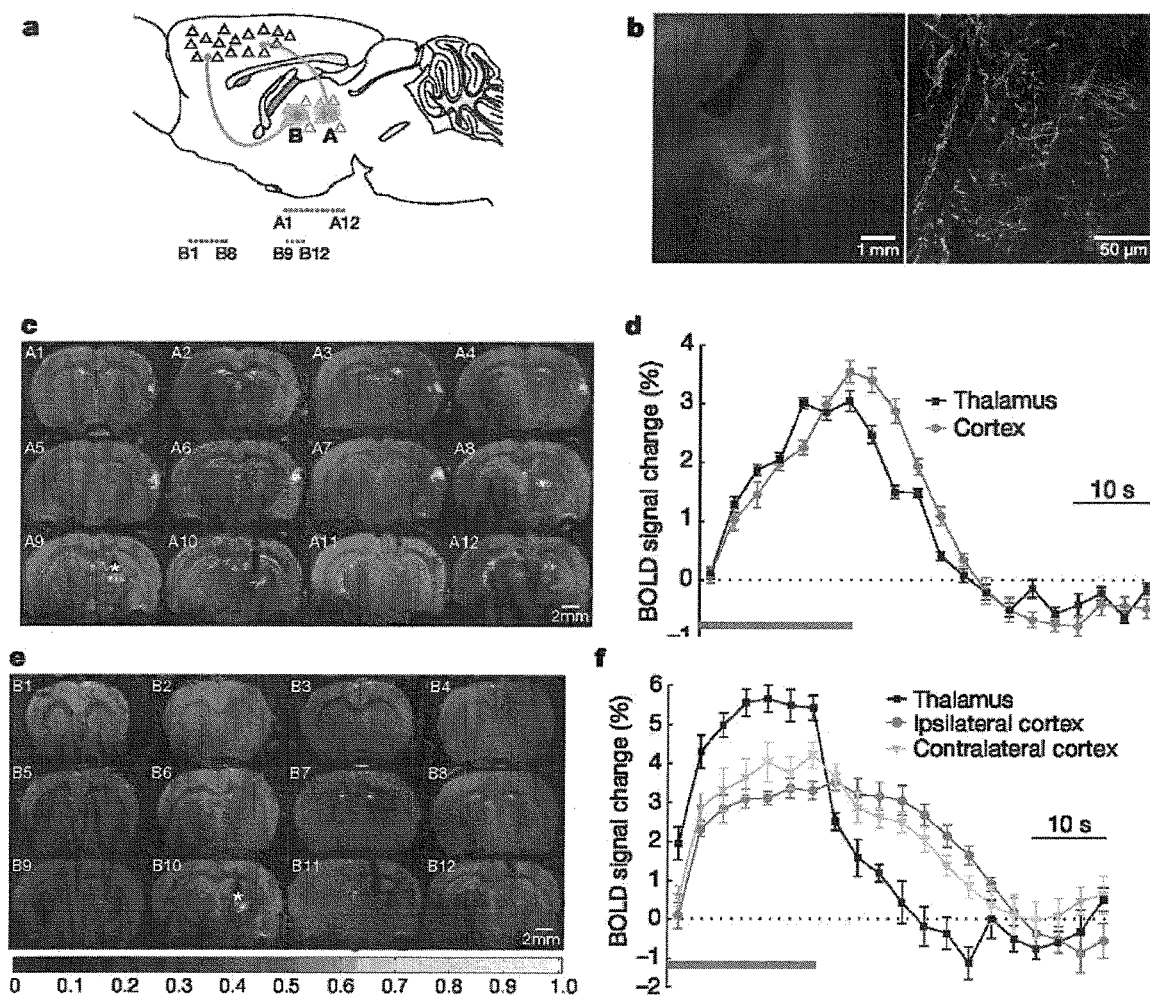 a
B A
A1 A12
B1 B8 B9 B12
b
1 mm
50 µm
c
A1 A2 A3 A4
A5 A6 A7 A8
A9 * A10 A11 A12
2mm
d
BOLD signal change (%)
4
3
2
1
0
−1
Thalamus
Cortex
10 s
e
B1 B2 B3 B4
B5 B6 B7 B8
B9 B10 * B11 B12
2mm
0 0.1 0.2 0.3 0.4 0.5 0.6 0.7 0.8 0.9 1.0
f
BOLD signal change (%)
6
5
4
3
2
1
0
−1
−2
Thalamus
Ipsilateral cortex
Contralateral cortex
10 s